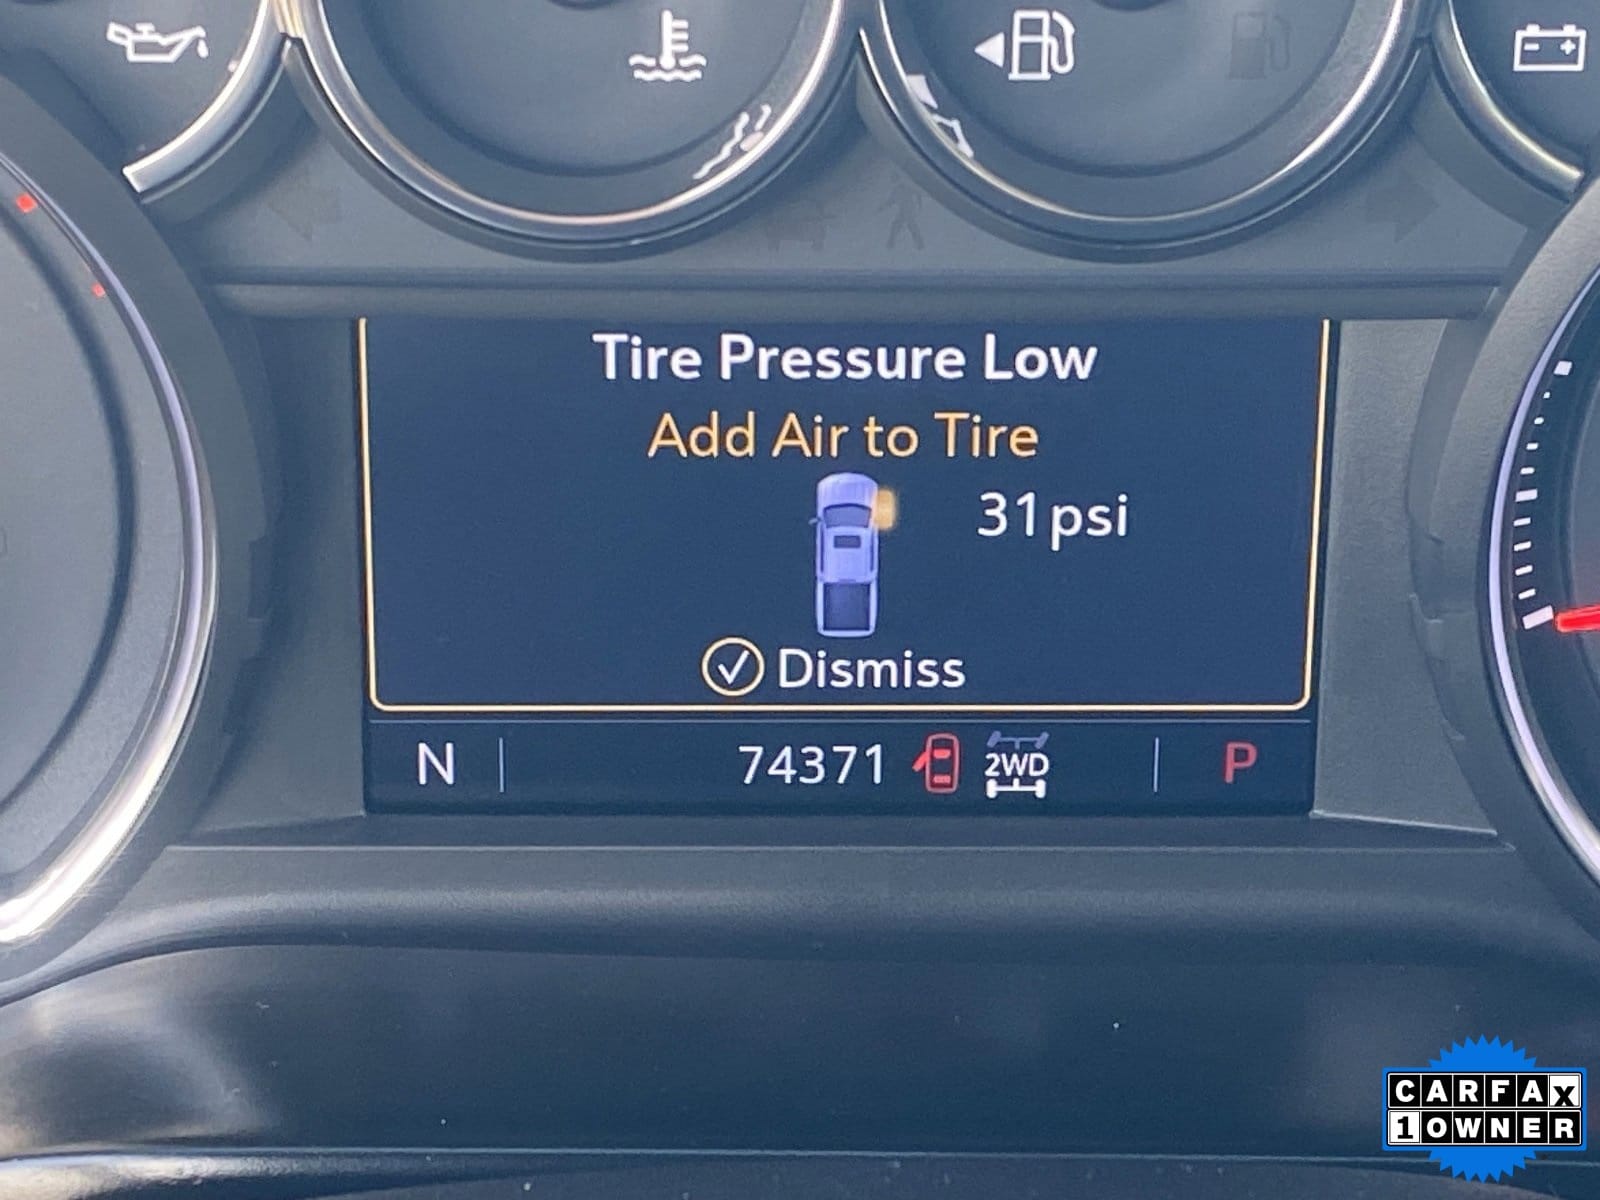 Tire Pressure Low
Add Air to Tire
31psi
Dismiss
N 74371 2WD P
CARFAX
1OWNER